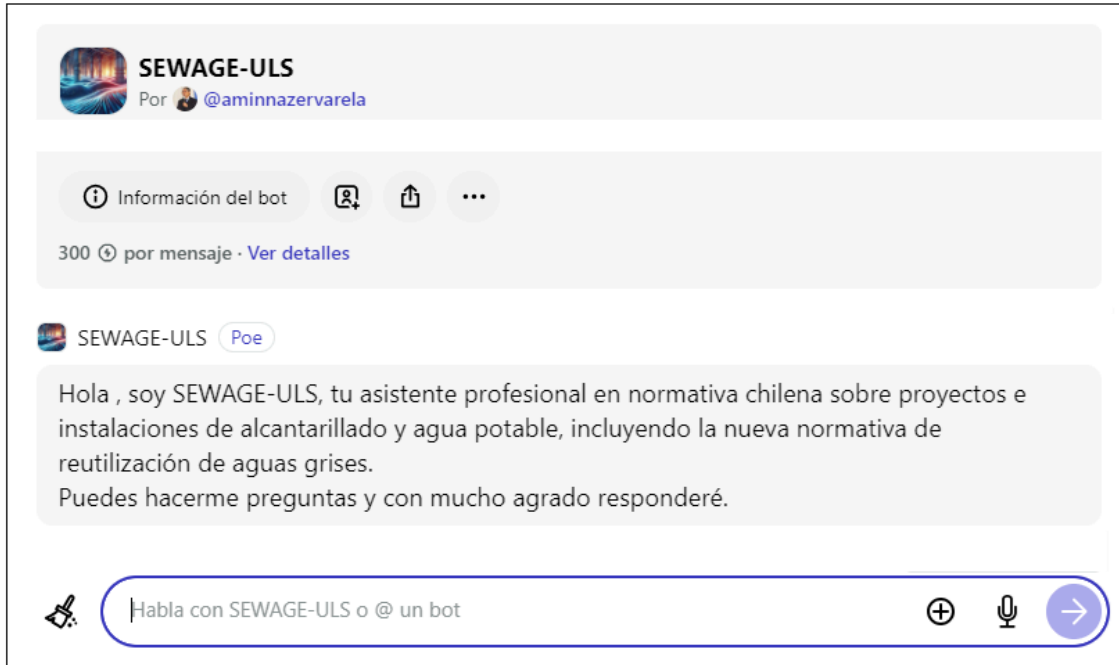 SEWAGE-ULS
Por @aminnazervarela
Información del bot
300 por mensaje · Ver detalles
SEWAGE-ULS Poe
Hola , soy SEWAGE-ULS, tu asistente profesional en normativa chilena sobre proyectos e
instalaciones de alcantarillado y agua potable, incluyendo la nueva normativa de
reutilización de aguas grises.
Puedes hacerme preguntas y con mucho agrado responderé.
Habla con SEWAGE-ULS o @ un bot